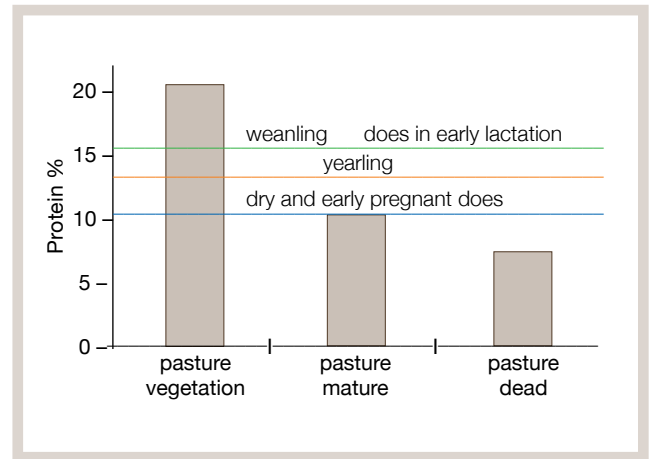 Protein %
20
15
10
5
0
weanling does in early lactation
yearling
dry and early pregnant does
pasture vegetation
pasture mature
pasture dead